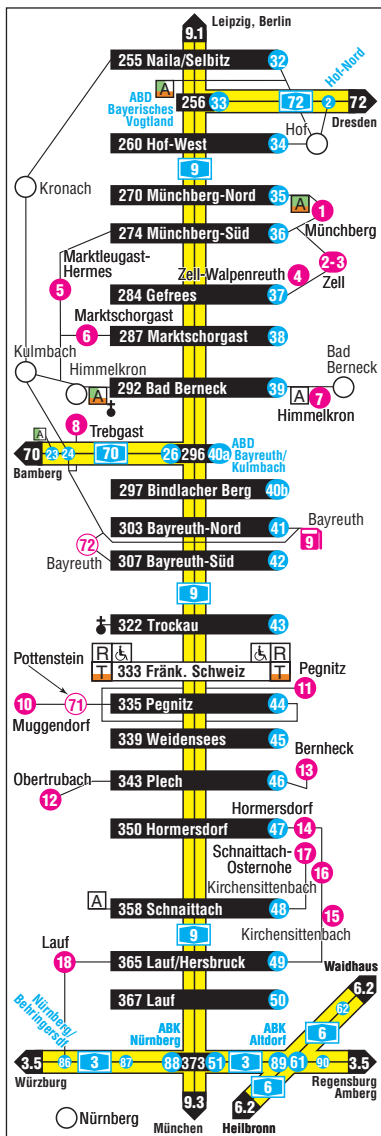 9.1
Leipzig, Berlin
255 Naila/Selbitz 32
Hof-Nord
A
ABD
Bayerisches
Vogtland
256 33 72 2 72
Dresden
Hof
260 Hof-West 34
9
Kronach
270 Münchberg-Nord 35
A
1
274 Münchberg-Süd 36
Münchberg
Marktleugast-
Hermes
Zell-Walpenreuth 4
2-3
Zell
5
284 Gefrees 37
Marktschorgast
6
287 Marktschorgast 38
Kulmbach
Himmelkron
Bad
Berneck
A
292 Bad Berneck 39
A 7
Himmelkron
8 Trebgast
A
ABD
Bayreuth/
Kulmbach
70 23 24 70 26 296 40a
Bamberg
297 Bindlacher Berg 40b
303 Bayreuth-Nord 41
Bayreuth
9
72
Bayreuth
307 Bayreuth-Süd 42
9
322 Trockau 43
R
R
T 333 Fränk. Schweiz T
Pottenstein
Pegnitz
11
10 71
335 Pegnitz 44
Muggendorf
339 Weidensees 45
Bernheck
13
Obertrubach
12
343 Plech 46
Hormersdorf
350 Hormersdorf 47 14
Schnaittach-
Osternohe
17
16
Kirchensittenbach
A
358 Schnaittach 48
15
Kirchensittenbach
9
Lauf
18
365 Lauf/Hersbruck 49
Waidhaus
6.2
367 Lauf 50
62
Nürnberg/
Behringersdf.
ABK
Nürnberg
ABK
Altdorf
6
3.5 86 3 87 88 373 51 3 89 61 90 3.5
Würzburg
Regensburg
Amberg
6
9.3
6.2
München
Heilbronn
Nürnberg